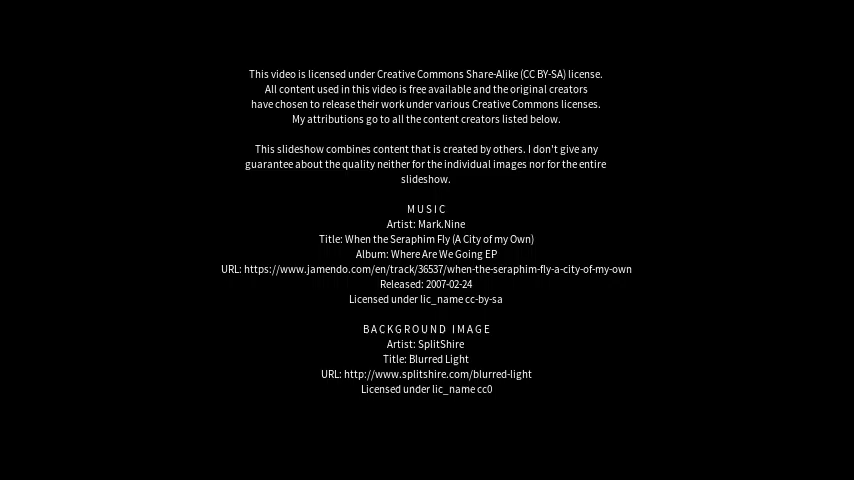 This video is licensed under Creative Commons Share-Alike (CC BY-SA) license.
All content used in this video is free available and the original creators
have chosen to release their work under various Creative Commons licenses.
My attributions go to all the content creators listed below.
This slideshow combines content that is created by others. I don't give any
guarantee about the quality neither for the individual images nor for the entire
slideshow.
MUSIC
Artist: Mark.Nine
Title: When the Seraphim Fly (A City of my Own)
Album: Where Are We Going EP
URL: https://www.jamendo.com/en/track/36537/when-the-seraphim-fly-a-city-of-my-own
Released: 2007-02-24
Licensed under lic_name cc-by-sa
BACKGROUND IMAGE
Artist: SplitShire
Title: Blurred Light
URL: http://www.splitshire.com/blurred-light
Licensed under lic_name cc0